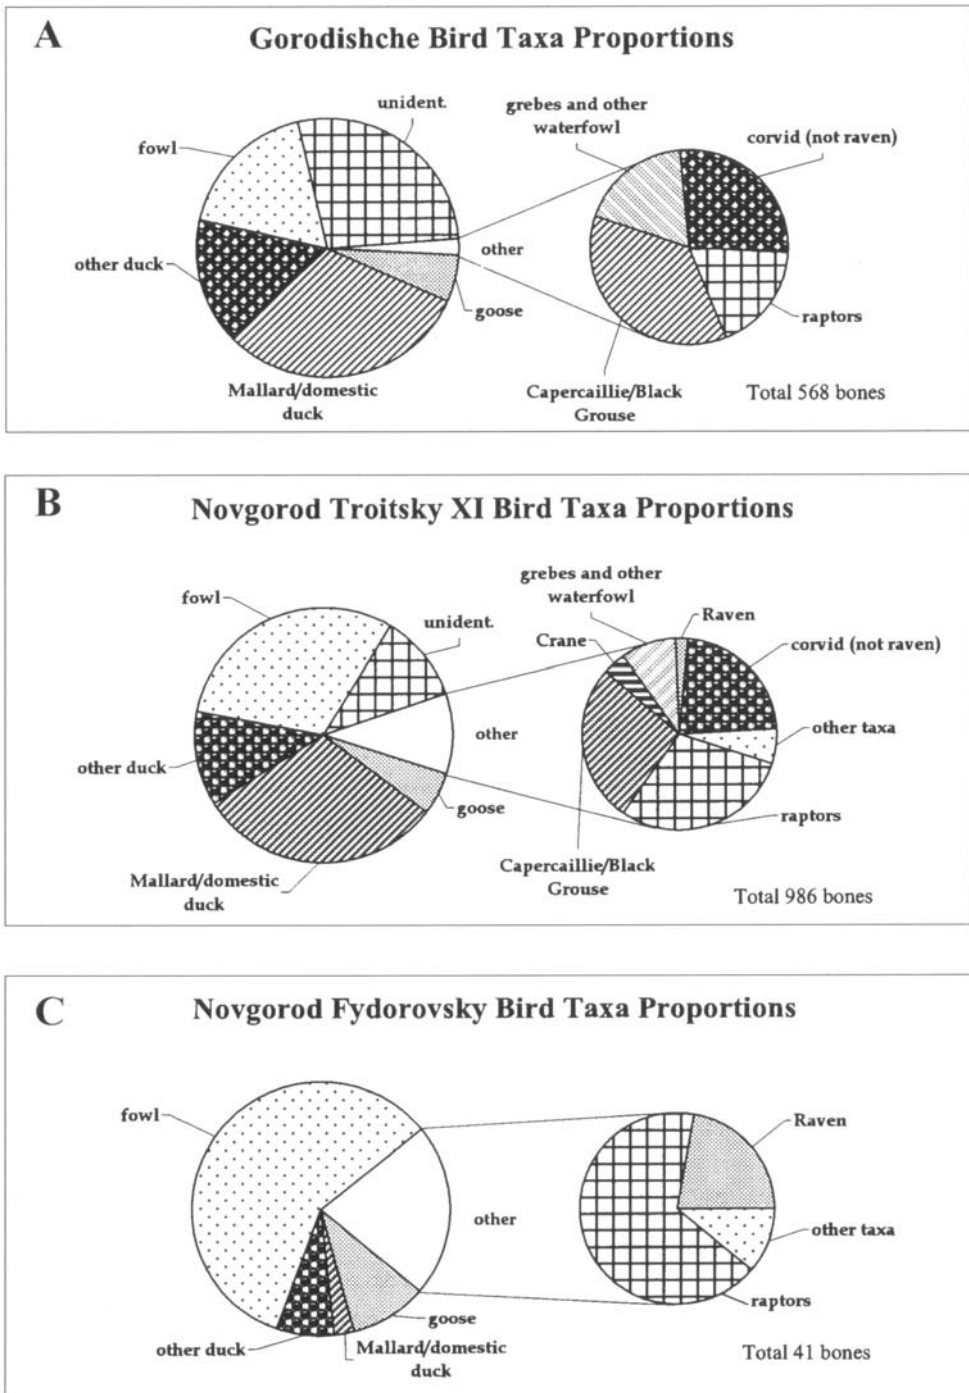 A
Gorodishche Bird Taxa Proportions
unident.
fowl
other duck
Mallard/domestic
duck
goose
other
grebes and other
waterfowl
corvid (not raven)
raptors
Capercaillie/Black
Grouse
Total 568 bones
B
Novgorod Troitsky XI Bird Taxa Proportions
fowl
unident.
other duck
Mallard/domestic
duck
goose
other
grebes and other
waterfowl
Crane
Raven
corvid (not raven)
other taxa
raptors
Capercaillie/Black
Grouse
Total 986 bones
C
Novgorod Fydorovsky Bird Taxa Proportions
fowl
other
goose
Mallard/domestic
duck
other duck
Raven
other taxa
raptors
Total 41 bones